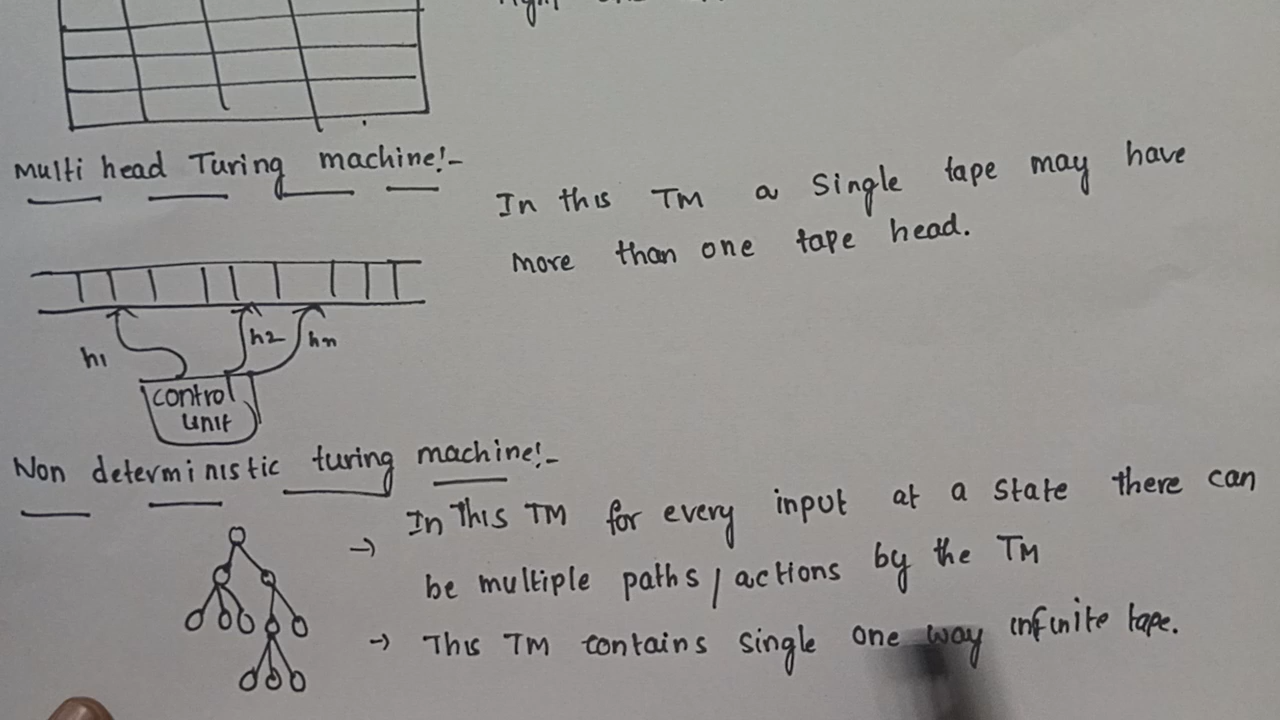 Multi head Turing machine!-
In this TM a single tape may have
more than one tape head.
h1
h2
hn
control
unit
Non deterministic turing machine!-
→ In This TM for every input at a state there can
be multiple paths/actions by the TM
→ This TM contains single one way infinite tape.